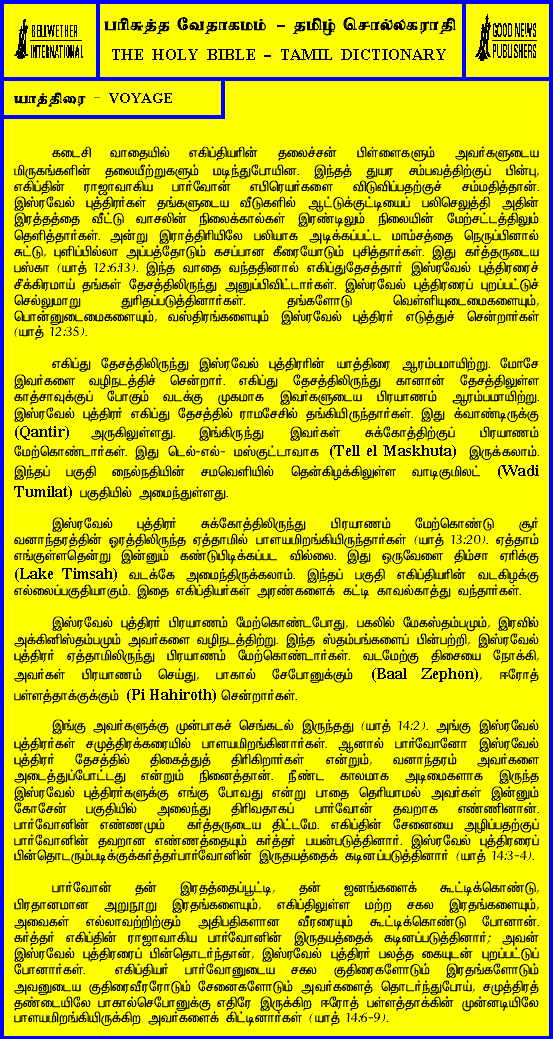 BELLWETHER
INTERNATIONAL
பரிசுத்த வேதாகமம் - தமிழ் சொல்லகராதி
THE HOLY BIBLE - TAMIL DICTIONARY
GOOD NEWS
PUBLISHERS
யாத்திரை - VOYAGE
கடைசி வாதையில் எகிப்தியரின் தலைச்சன் பிள்ளைகளும் அவர்களுடைய
மிருகங்களின் தலையீற்றுகளும் மடிந்துபோயின. இந்தத் துயர சம்பவத்திற்குப் பின்பு,
எகிப்தின் ராஜாவாகிய பார்வோன் எபிரெயர்களை விடுவிப்பதற்குச் சம்மதித்தான்.
இஸ்ரவேல் புத்திரர்கள் தங்களுடைய வீடுகளில் ஆட்டுக்குட்டியைப் பலிசெலுத்தி அதின்
இரத்தத்தை வீட்டு வாசலின் நிலைக்கால்கள் இரண்டிலும் நிலையின் மேற்சட்டத்திலும்
தெளித்தார்கள். அன்று இராத்திரியிலே பலியாக அடிக்கப்பட்ட மாம்சத்தை நெருப்பினால்
சுட்டு, புளிப்பில்லா அப்பத்தோடும் கசப்பான கீரையோடும் புசித்தார்கள். இது கர்த்தருடைய
பஸ்கா (யாத் 12:6,13). இந்த வாதை வந்ததினால் எகிப்துதேசத்தார் இஸ்ரவேல் புத்திரரைச்
சீக்கிரமாய் தங்கள் தேசத்திலிருந்து அனுப்பிவிட்டார்கள். இஸ்ரவேல் புத்திரரைப் புறப்பட்டுச்
செல்லுமாறு துரிதப்படுத்தினார்கள். தங்களோடு வெள்ளியுடைமைகளையும்,
பொன்னுடைமைகளையும், வஸ்திரங்களையும் இஸ்ரவேல் புத்திரர் எடுத்துச் சென்றார்கள்
(யாத் 12:35).
எகிப்து தேசத்திலிருந்து இஸ்ரவேல் புத்திரரின் யாத்திரை ஆரம்பமாயிற்று. மோசே
இவர்களை வழிநடத்திச் சென்றார். எகிப்து தேசத்திலிருந்து கானான் தேசத்திலுள்ள
காத்சாவுக்குப் போகும் வடக்கு முகமாக இவர்களுடைய பிரயாணம் ஆரம்பமாயிற்று.
இஸ்ரவேல் புத்திரர் எகிப்து தேசத்தில் ராமசேசில் தங்கியிருந்தார்கள். இது க்வாண்டிருக்கு
(Qantir) அருகிலுள்ளது. இங்கிருந்து இவர்கள் சுக்கோத்திற்குப் பிரயாணம்
மேற்கொண்டார்கள். இது டெல்-எல்- மஸ்குட்டாவாக (Tell el Maskhuta) இருக்கலாம்.
இந்தப் பகுதி நைல்நதியின் சமவெளியில் தென்கிழக்கிலுள்ள வாடிகுமிலட் (Wadi
Tumilat) பகுதியில் அமைந்துள்ளது.
இஸ்ரவேல் புத்திரர் சுக்கோத்திலிருந்து பிரயாணம் மேற்கொண்டு சூர்
வனாந்தரத்தின் ஓரத்திலிருந்த ஏத்தாமில் பாளயமிறங்கியிருந்தார்கள் (யாத் 13:20). ஏத்தாம்
எங்குள்ளதென்று இன்னும் கண்டுபிடிக்கப்பட வில்லை. இது ஒருவேளை திம்சா ஏரிக்கு
(Lake Timsah) வடக்கே அமைந்திருக்கலாம். இந்தப் பகுதி எகிப்தியரின் வடகிழக்கு
எல்லைப்பகுதியாகும். இதை எகிப்தியர்கள் அரண்களைக் கட்டி காவல்காத்து வந்தார்கள்.
இஸ்ரவேல் புத்திரர் பிரயாணம் மேற்கொண்டபோது, பகலில் மேகஸ்தம்பமும், இரவில்
அக்கினிஸ்தம்பமும் அவர்களை வழிநடத்திற்று. இந்த ஸ்தம்பங்களைப் பின்பற்றி, இஸ்ரவேல்
புத்திரர் ஏத்தாமிலிருந்து பிரயாணம் மேற்கொண்டார்கள். வடமேற்கு திசையை நோக்கி,
அவர்கள் பிரயாணம் செய்து, பாகால் சேபோனுக்கும் (Baal Zephon), ஈரோத்
பள்ளத்தாக்குக்கும் (Pi Hahiroth) சென்றார்கள்.
இங்கு அவர்களுக்கு முன்பாகச் செங்கடல் இருந்தது (யாத் 14:2). அங்கு இஸ்ரவேல்
புத்திரர்கள் சமுத்திரக்கரையில் பாளயமிறங்கினார்கள். ஆனால் பார்வோனோ இஸ்ரவேல்
புத்திரர் தேசத்தில் திகைத்துத் திரிகிறார்கள் என்றும், வனாந்தரம் அவர்களை
அடைத்துப்போட்டது என்றும் நினைத்தான். நீண்ட காலமாக அடிமைகளாக இருந்த
இஸ்ரவேல் புத்திரர்களுக்கு எங்கு போவது என்று பாதை தெரியாமல் அவர்கள் இன்னும்
கோசேன் பகுதியில் அலைந்து திரிவதாகப் பார்வோன் தவறாக எண்ணினான்.
பார்வோனின் எண்ணமும் கர்த்தருடைய திட்டமே. எகிப்தின் சேனையை அழிப்பதற்குப்
பார்வோனின் தவறான எண்ணத்தையும் கர்த்தர் பயன்படுத்தினார். இஸ்ரவேல் புத்திரரைப்
பின்தொடரும்படிக்குக்கர்த்தர்பார்வோனின் இருதயத்தைக் கடினப்படுத்தினார் (யாத் 14:3-4).
பார்வோன் தன் இரதத்தைப்பூட்டி, தன் ஜனங்களைக் கூட்டிக்கொண்டு,
பிரதானமான அறுநூறு இரதங்களையும், எகிப்திலுள்ள மற்ற சகல இரதங்களையும்,
அவைகள் எல்லாவற்றிற்கும் அதிபதிகளான வீரரையும் கூட்டிக்கொண்டு போனான்.
கர்த்தர் எகிப்தின் ராஜாவாகிய பார்வோனின் இருதயத்தைக் கடினப்படுத்தினார்; அவன்
இஸ்ரவேல் புத்திரரைப் பின்தொடர்ந்தான், இஸ்ரவேல் புத்திரர் பலத்த கையுடன் புறப்பட்டுப்
போனார்கள். எகிப்தியர் பார்வோனுடைய சகல குதிரைகளோடும் இரதங்களோடும்
அவனுடைய குதிரைவீரரோடும் சேனைகளோடும் அவர்களைத் தொடர்ந்துபோய், சமுத்திரத்
தண்டையிலே பாகால்செபோனுக்கு எதிரே இருக்கிற ஈரோத் பள்ளத்தாக்கின் முன்னடியிலே
பாளயமிறங்கியிருக்கிற அவர்களைக் கிட்டினார்கள் (யாத் 14:6-9).